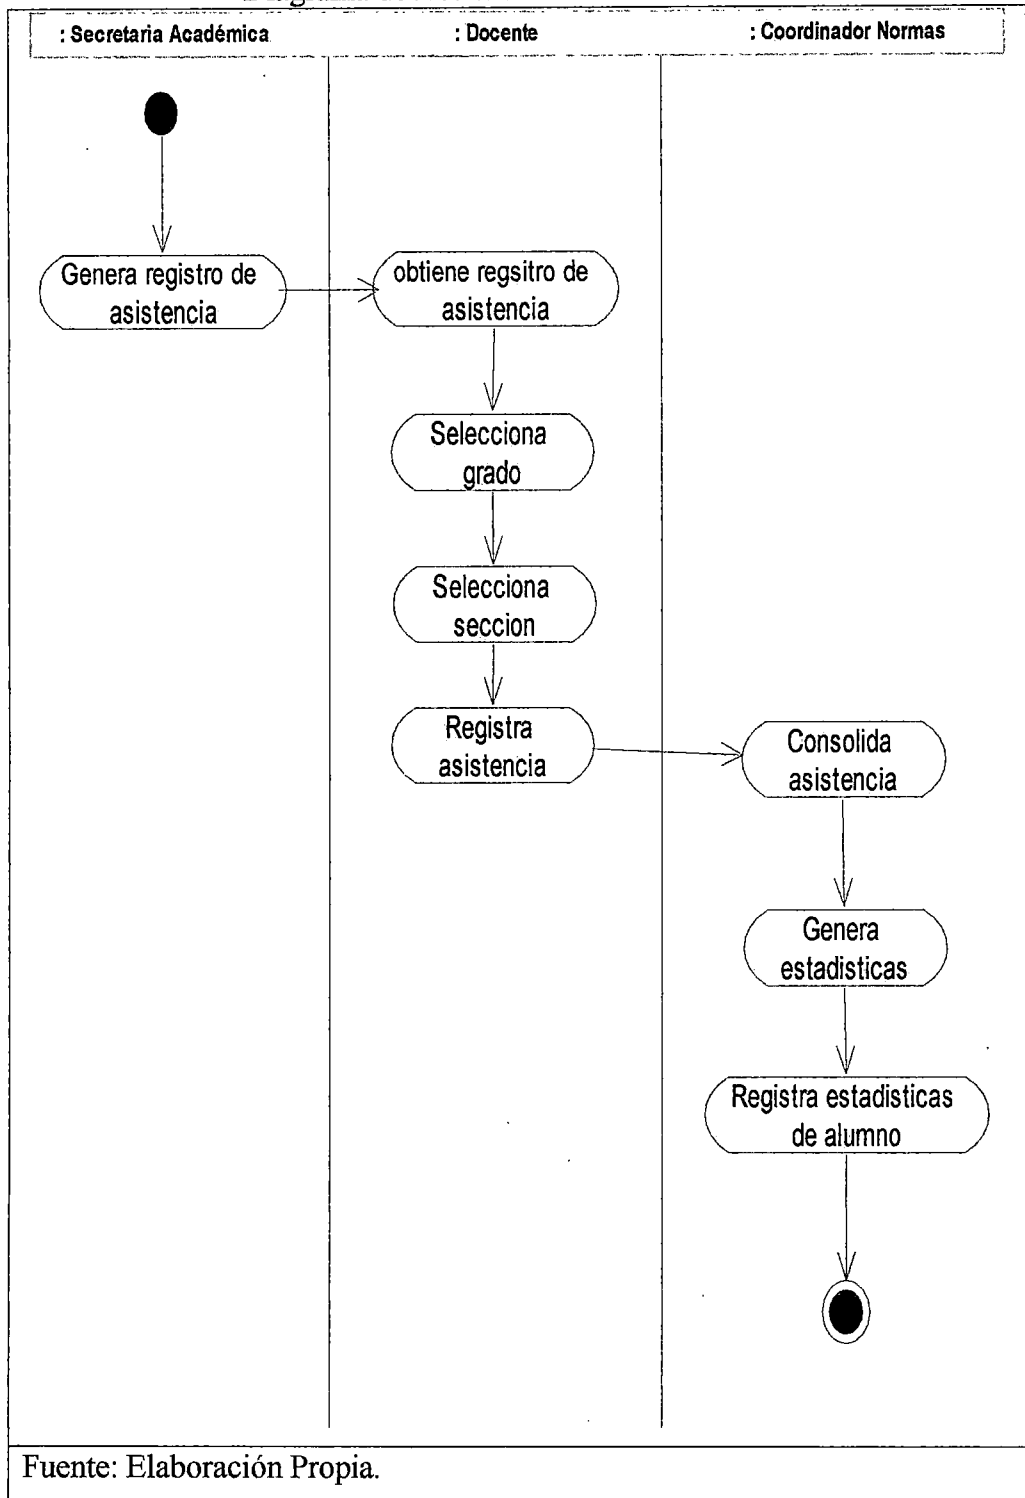 : Secretaria Académica
: Docente
: Coordinador Normas
Genera registro de
asistencia
obtiene regsitro de
asistencia
Selecciona
grado
Selecciona
seccion
Registra
asistencia
Consolida
asistencia
Genera
estadisticas
Registra estadisticas
de alumno
Fuente: Elaboración Propia.